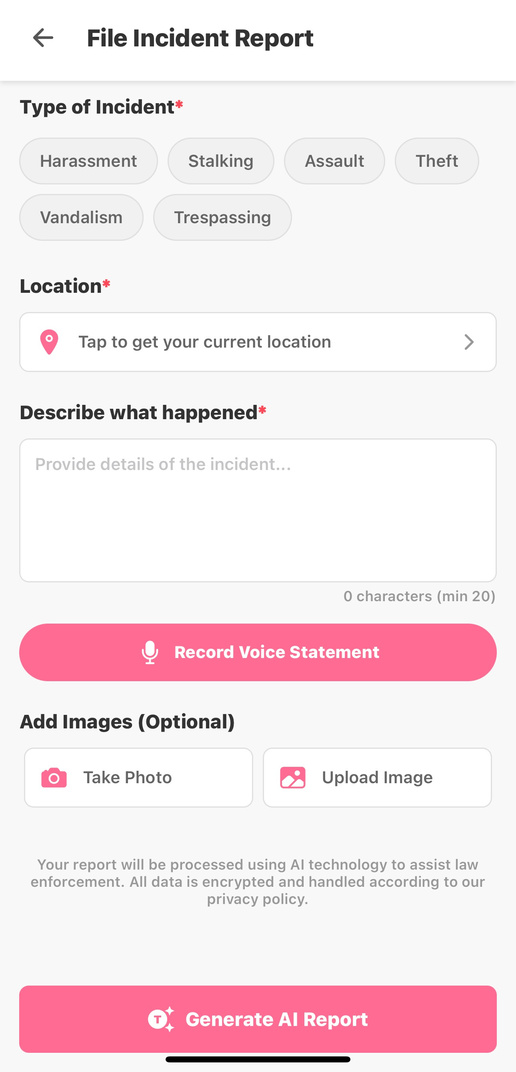 File Incident Report
Type of Incident*
Harassment
Stalking
Assault
Theft
Vandalism
Trespassing
Location*
Tap to get your current location
Describe what happened*
Provide details of the incident...
0 characters (min 20)
Record Voice Statement
Add Images (Optional)
Take Photo
Upload Image
Your report will be processed using AI technology to assist law
enforcement. All data is encrypted and handled according to our
privacy policy.
T
Generate AI Report